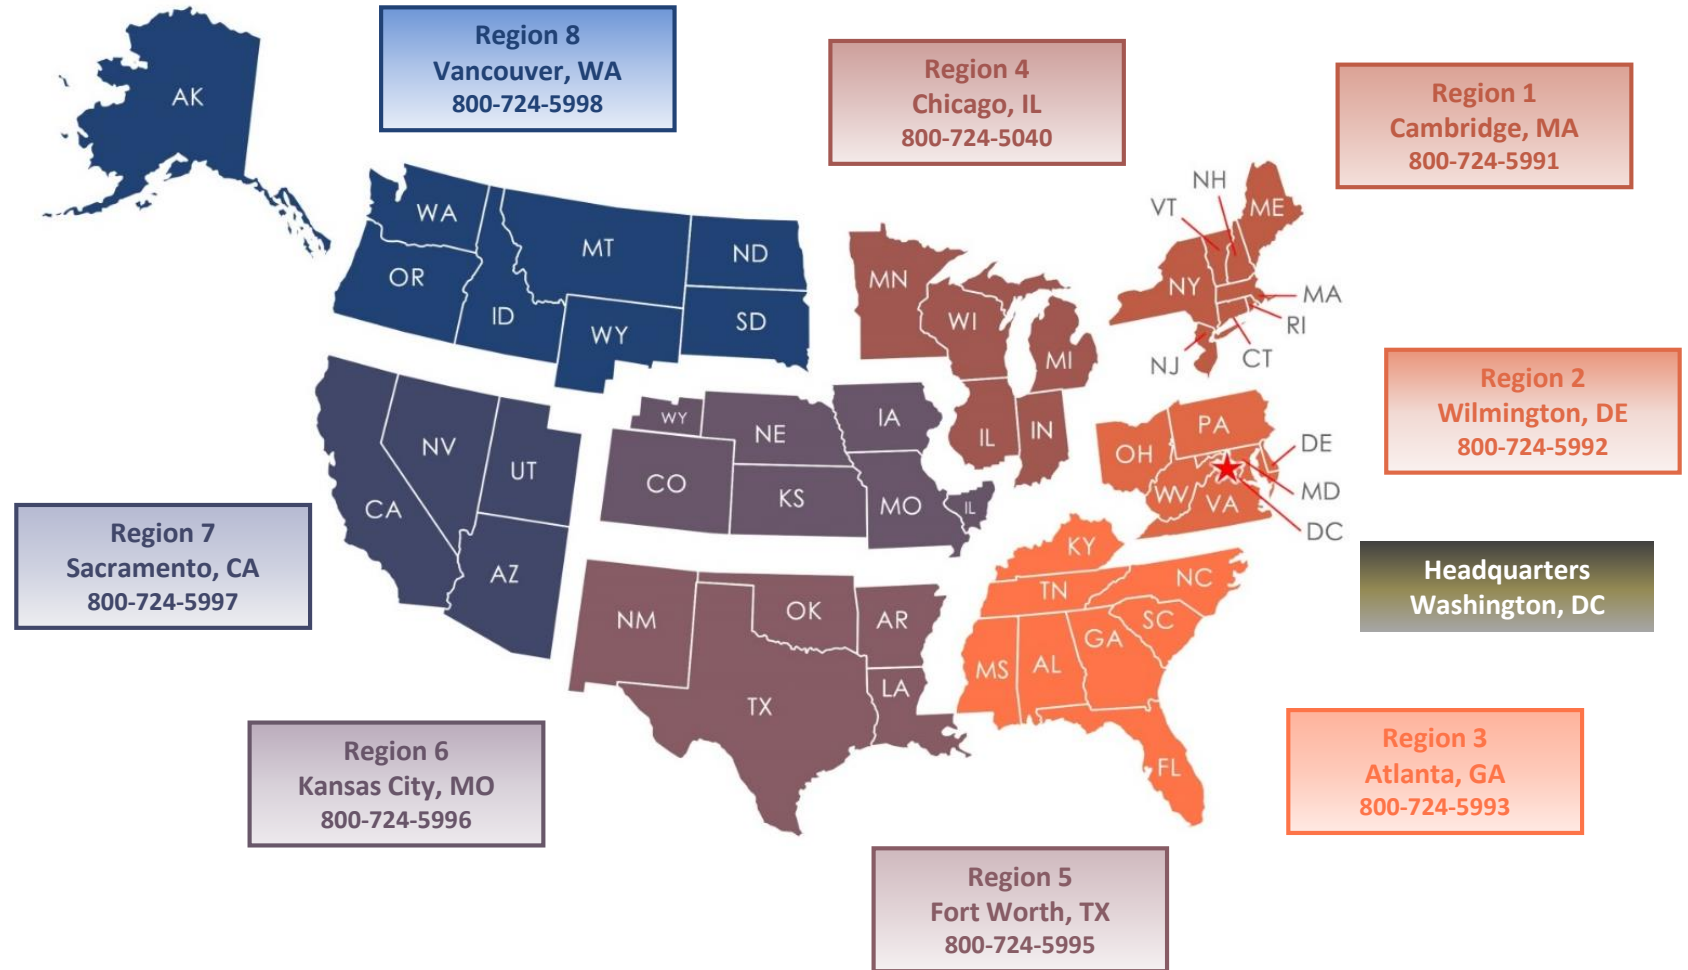 Region 8
Vancouver, WA
800-724-5998
Region 4
Chicago, IL
800-724-5040
Region 1
Cambridge, MA
800-724-5991
AK
WA
OR
ID
MT
WY
ND
SD
MN
WI
MI
IL
IN
NH
VT
ME
NY
MA
RI
CT
NJ
Region 2
Wilmington, DE
800-724-5992
PA
OH
WV
VA
DE
MD
DC
Headquarters
Washington, DC
Region 7
Sacramento, CA
800-724-5997
NV
UT
CA
AZ
WY
NE
IA
CO
KS
MO
IL
NM
OK
AR
TX
LA
KY
TN
NC
SC
MS
AL
GA
FL
Region 6
Kansas City, MO
800-724-5996
Region 3
Atlanta, GA
800-724-5993
Region 5
Fort Worth, TX
800-724-5995